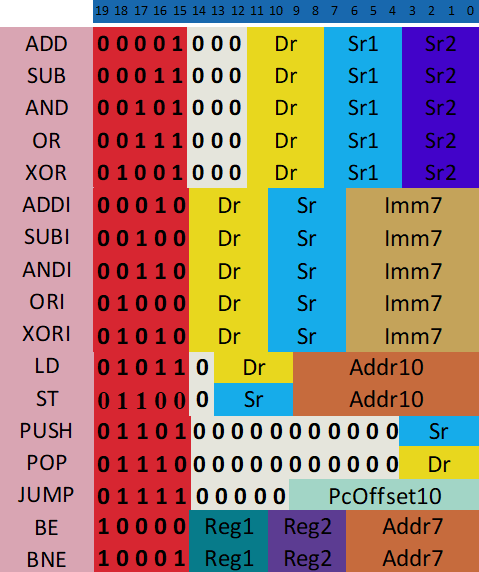 19 18 17 16 15 14 13 12 11 10 9 8 7 6 5 4 3 2 1 0
ADD 0 0 0 0 1 0 0 0 Dr Sr1 Sr2
SUB 0 0 0 1 1 0 0 0 Dr Sr1 Sr2
AND 0 0 1 0 1 0 0 0 Dr Sr1 Sr2
OR 0 0 1 1 1 0 0 0 Dr Sr1 Sr2
XOR 0 1 0 0 1 0 0 0 Dr Sr1 Sr2
ADDI 0 0 0 1 0 Dr Sr Imm7
SUBI 0 0 1 0 0 Dr Sr Imm7
ANDI 0 0 1 1 0 Dr Sr Imm7
ORI 0 1 0 0 0 Dr Sr Imm7
XORI 0 1 0 1 0 Dr Sr Imm7
LD 0 1 0 1 1 0 Dr Addr10
ST 0 1 1 0 0 0 Sr Addr10
PUSH 0 1 1 0 1 0 0 0 0 0 0 0 0 0 0 0 Sr
POP 0 1 1 1 0 0 0 0 0 0 0 0 0 0 0 0 Dr
JUMP 0 1 1 1 1 0 0 0 0 0 PcOffset10
BE 1 0 0 0 0 Reg1 Reg2 Addr7
BNE 1 0 0 0 1 Reg1 Reg2 Addr7